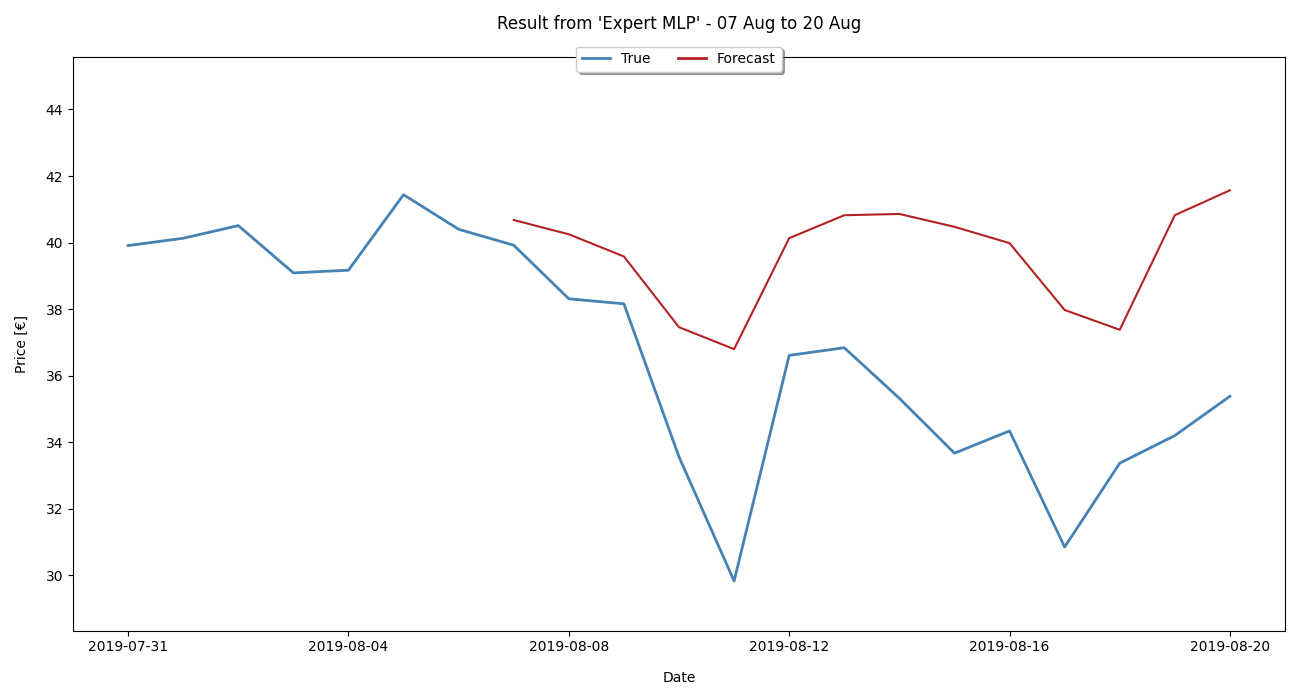 Result from 'Expert MLP' - 07 Aug to 20 Aug
True Forecast
44
42
40
38
36
34
32
30
Price [€]
2019-07-31 2019-08-04 2019-08-08 2019-08-12 2019-08-16 2019-08-20
Date